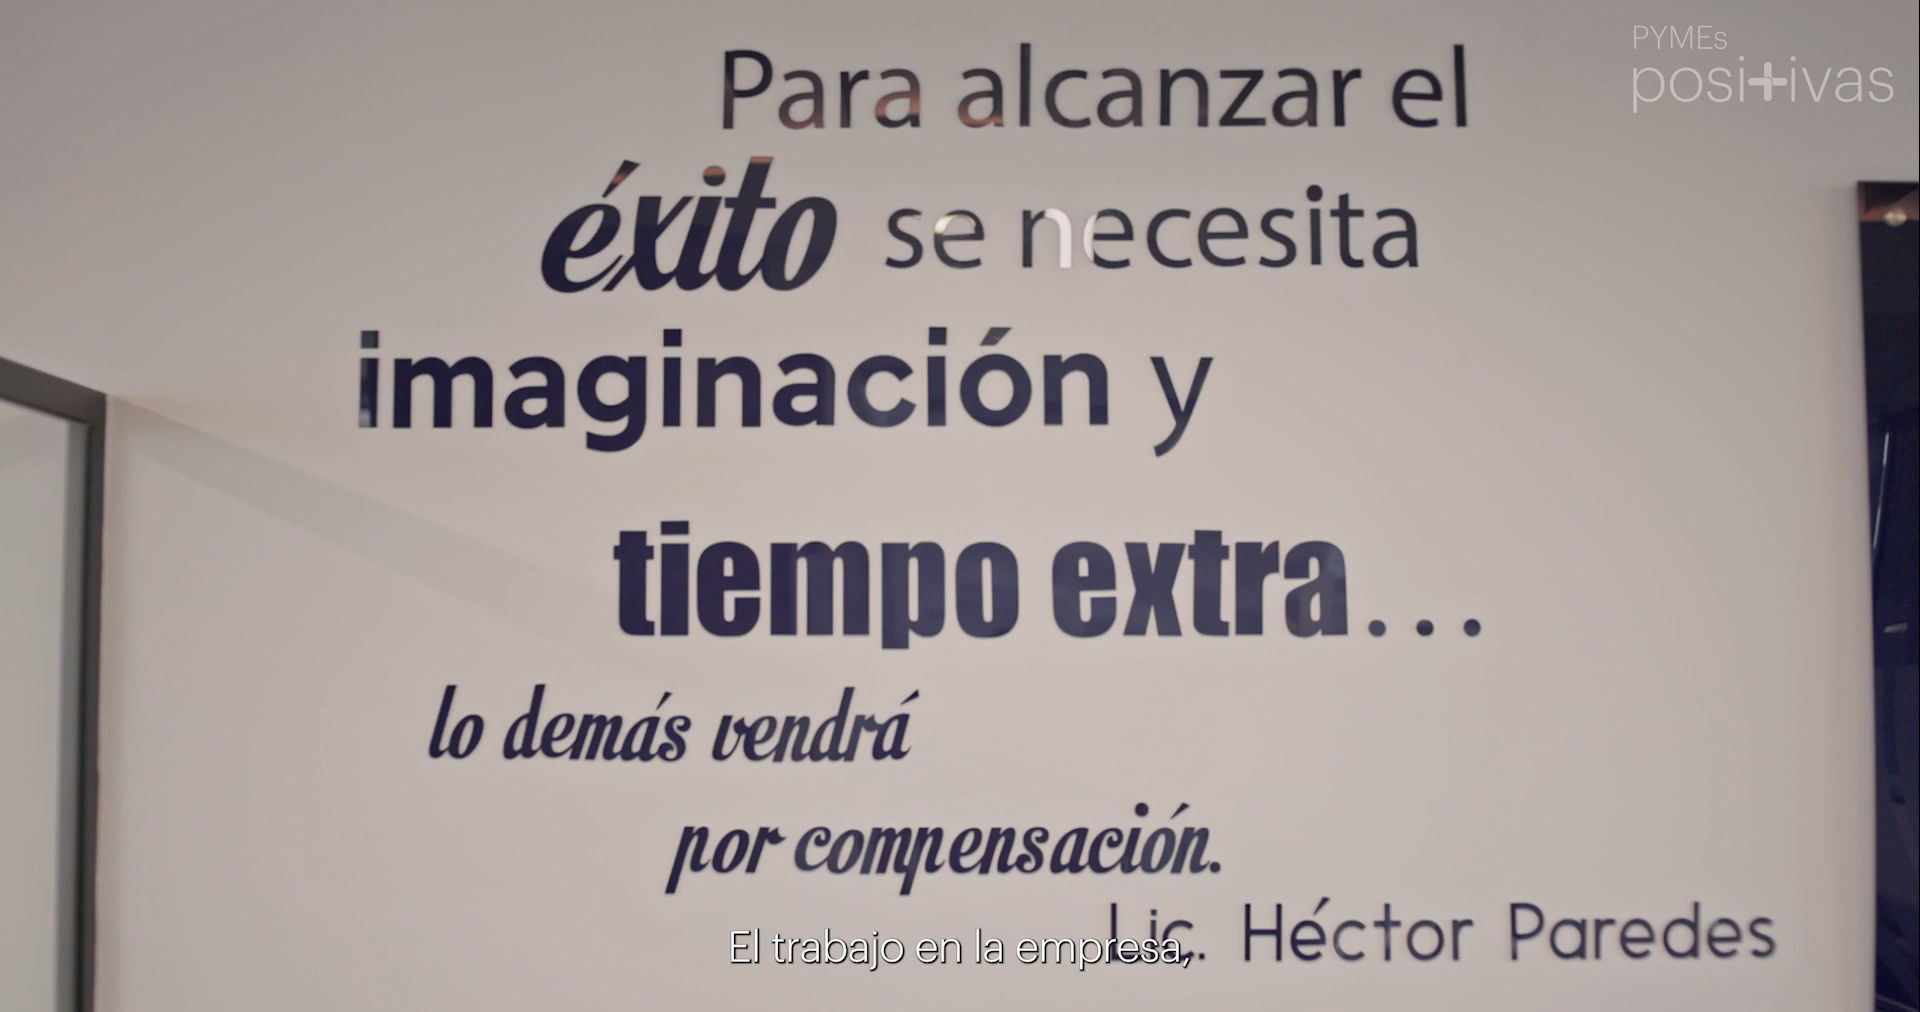 PYMEs
positivas
Para alcanzar el
éxito se necesita
imaginación y
tiempo extra...
lo demás vendrá
por compensación.
Lic. Héctor Paredes
El trabajo en la empresa,